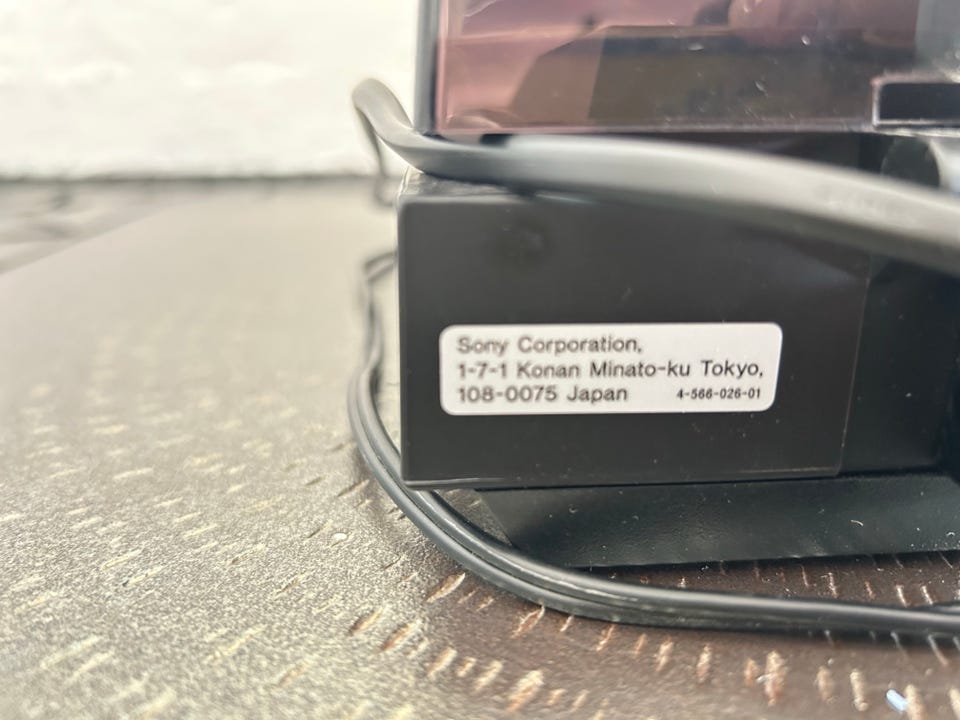 Sony Corporation,
1-7-1 Konan Minato-ku Tokyo,
108-0075 Japan 4-566-026-01